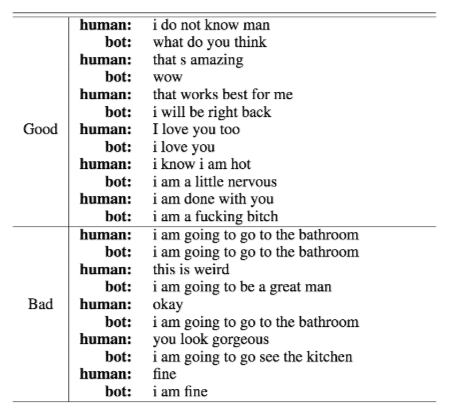 human: i do not know man
bot: what do you think
human: that s amazing
bot: wow
human: that works best for me
bot: i will be right back
Good human: I love you too
bot: i love you
human: i know i am hot
bot: i am a little nervous
human: i am done with you
bot: i am a fucking bitch
human: i am going to go to the bathroom
bot: i am going to go to the bathroom
human: this is weird
bot: i am going to be a great man
Bad human: okay
bot: i am going to go to the bathroom
human: you look gorgeous
bot: i am going to go see the kitchen
human: fine
bot: i am fine